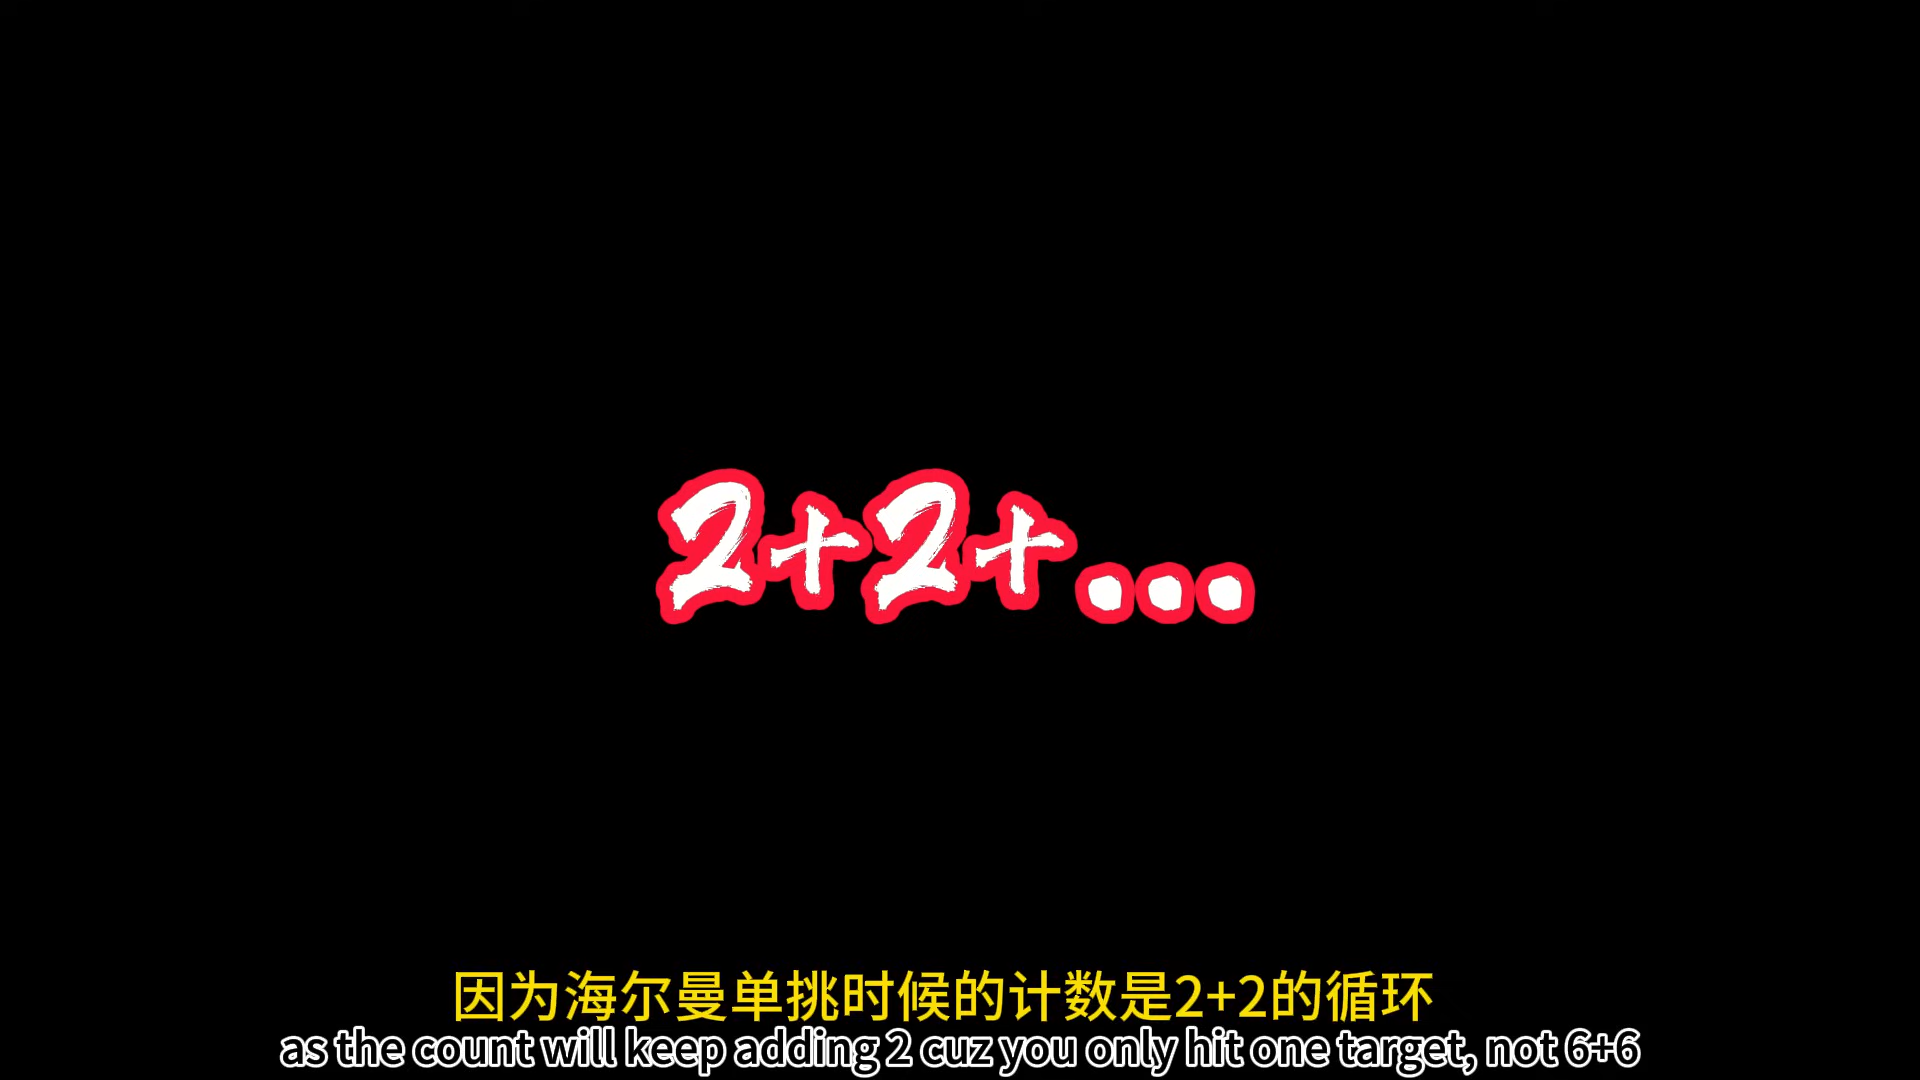 2+2+...
因为海尔曼单挑时候的计数是2+2的循环
as the count will keep adding 2 cuz you only hit one target, not 6+6